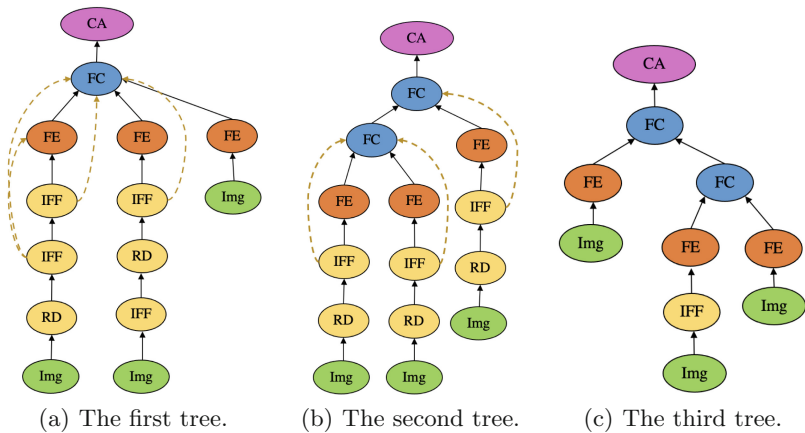 CA
FC
FE FE FE
IFF IFF Img
IFF RD
RD IFF
Img Img
(a) The first tree.
CA
FC
FC FE
FE FE IFF
IFF IFF RD
RD RD Img
Img Img
(b) The second tree.
CA
FC
FE FC
Img FE FE
IFF Img
Img
(c) The third tree.